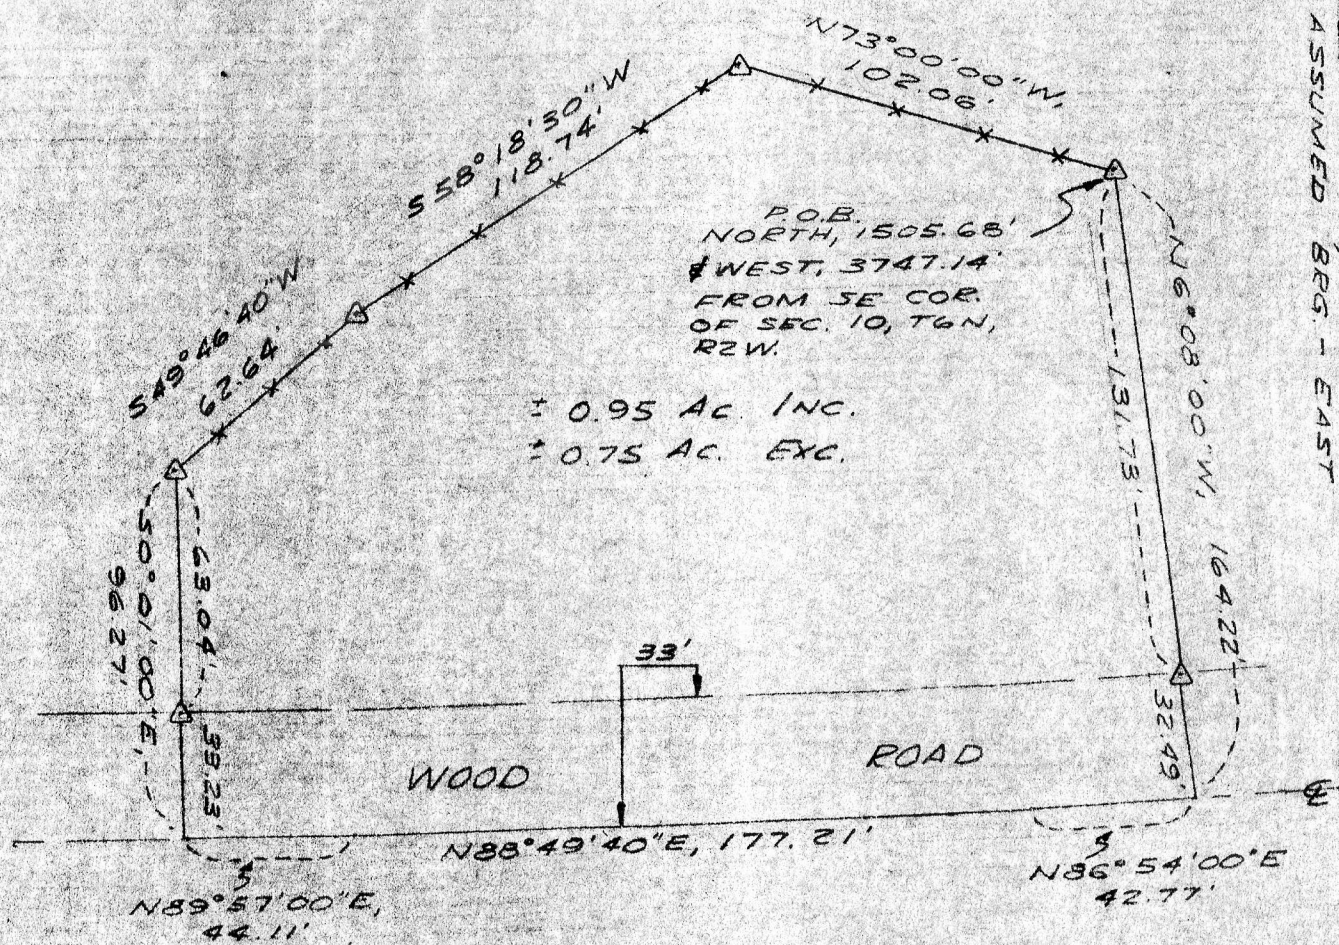 N73°00'00"W,
102.06'
S 58°18'30"W
118.74'
S49°46'40"W
62.64'
P.O.B.
NORTH, 1505.68'
& WEST, 3747.14'
FROM SE COR.
OF SEC. 10, T6N,
R2W.
± 0.95 AC. INC.
± 0.75 AC. EXC.
N6°08'00"W, 164.22'
131.73'
32.49'
S0°01'00"E,
96.27'
63.04'
33.23'
33'
WOOD ROAD
N88°49'40"E, 177.21'
N89°57'00"E,
44.11'
N86°54'00"E
42.77'
ASSUMED BRG. - EAST